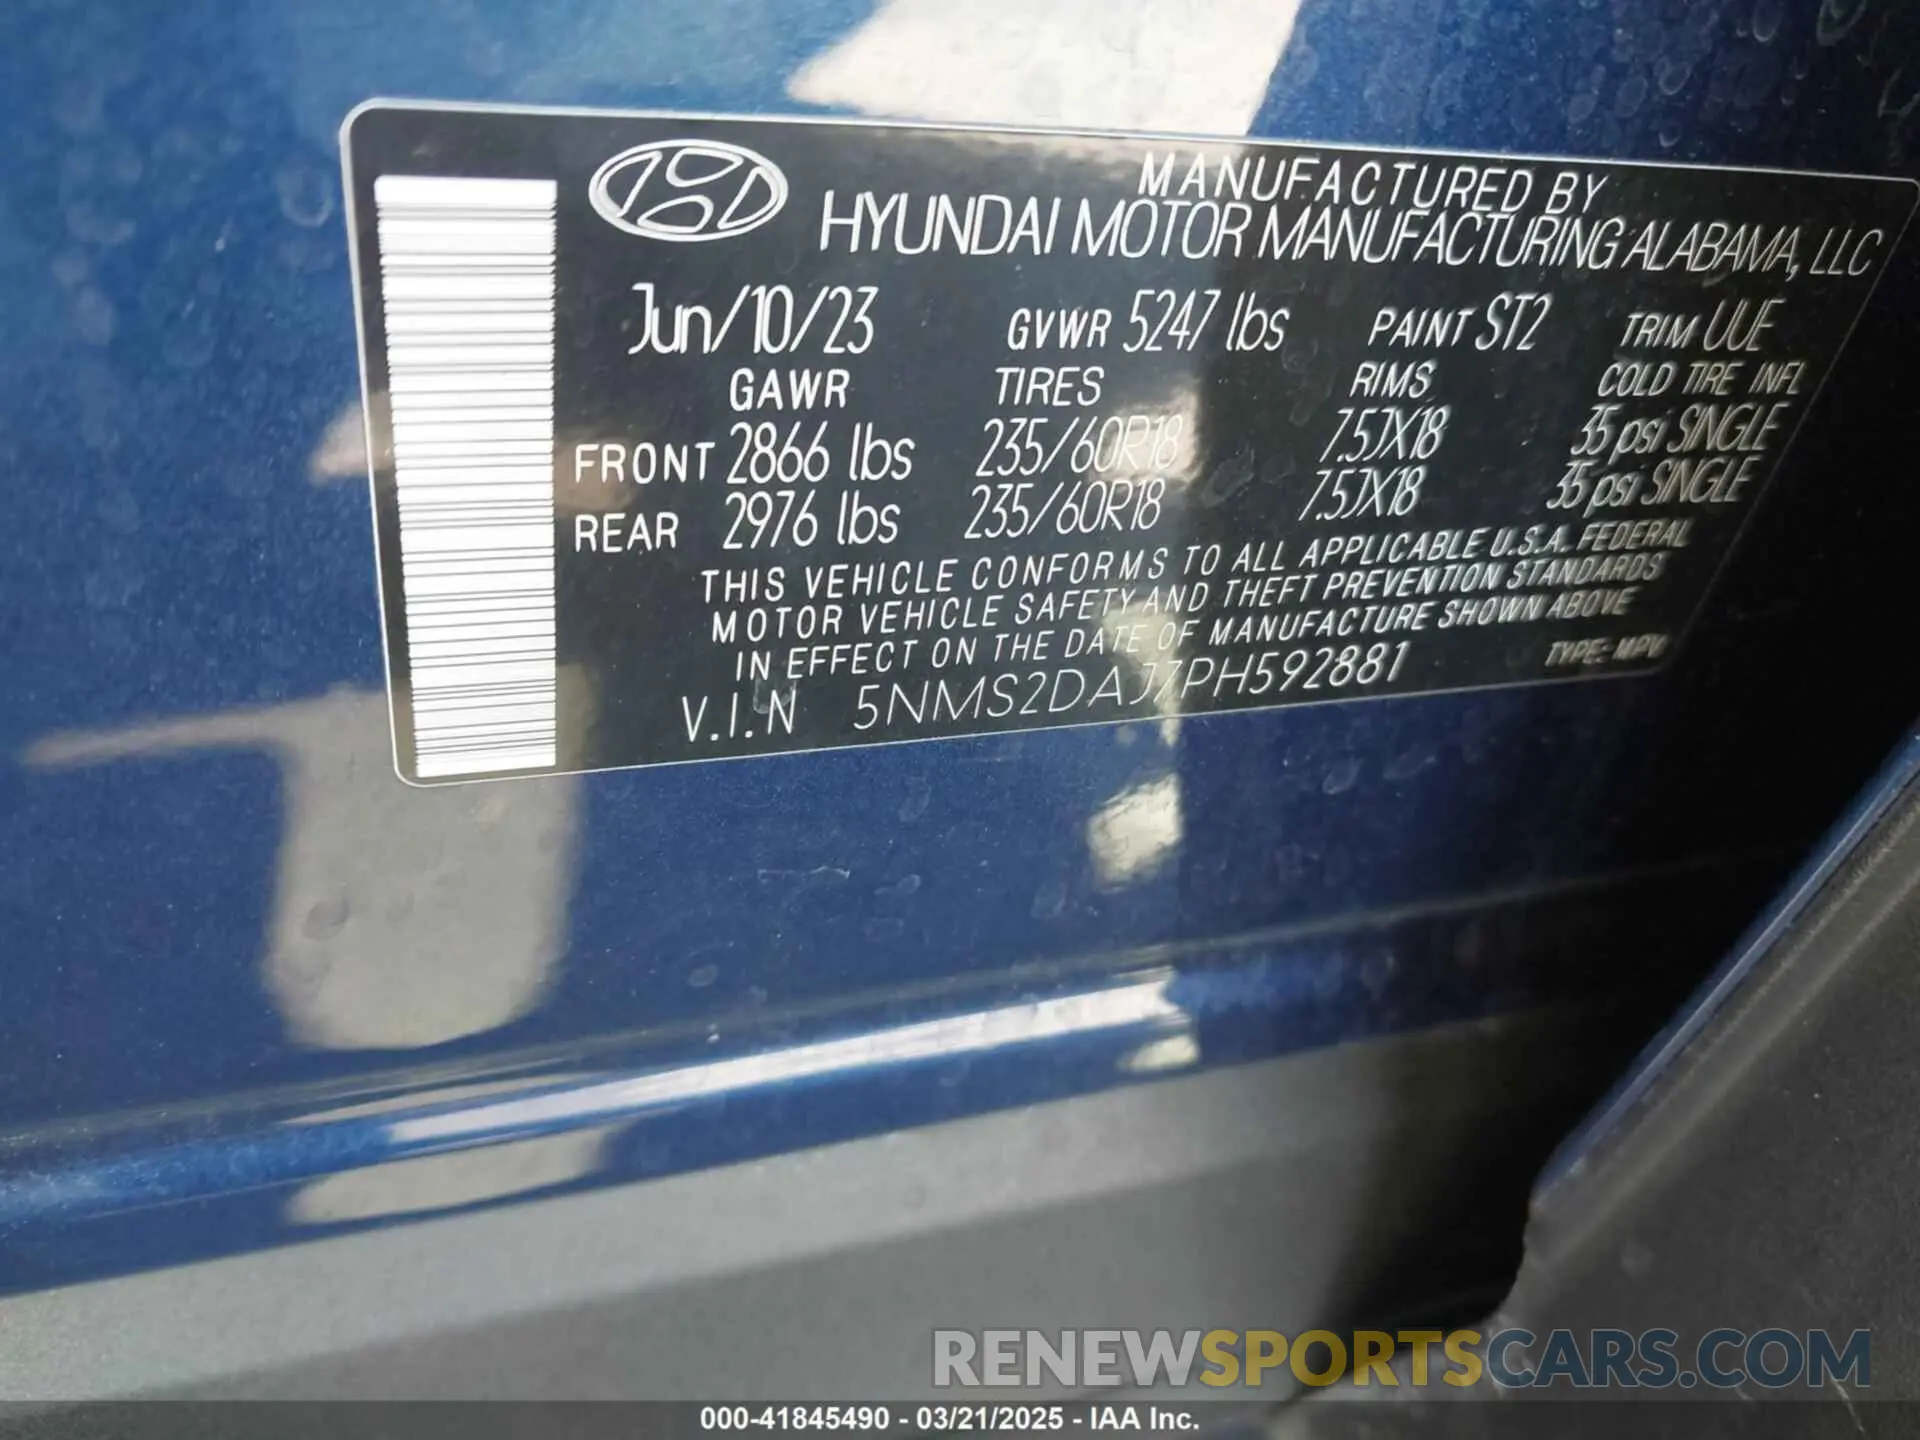 MANUFACTURED BY
HYUNDAI MOTOR MANUFACTURING ALABAMA, LLC
Jun/10/23 GVWR 5247 lbs PAINT ST2 TRIM UUE
GAWR TIRES RIMS COLD TIRE INFL
FRONT 2866 lbs 235/60R18 7.5JX18 35 psi SINGLE
REAR 2976 lbs 235/60R18 7.5JX18 35 psi SINGLE
THIS VEHICLE CONFORMS TO ALL APPLICABLE U.S.A. FEDERAL
MOTOR VEHICLE SAFETY AND THEFT PREVENTION STANDARDS
IN EFFECT ON THE DATE OF MANUFACTURE SHOWN ABOVE
V.I.N 5NMS2DAJ7PH592881 TYPE: MPV
RENEWSPORTSCARS.COM
000-41845490 - 03/21/2025 - IAA Inc.